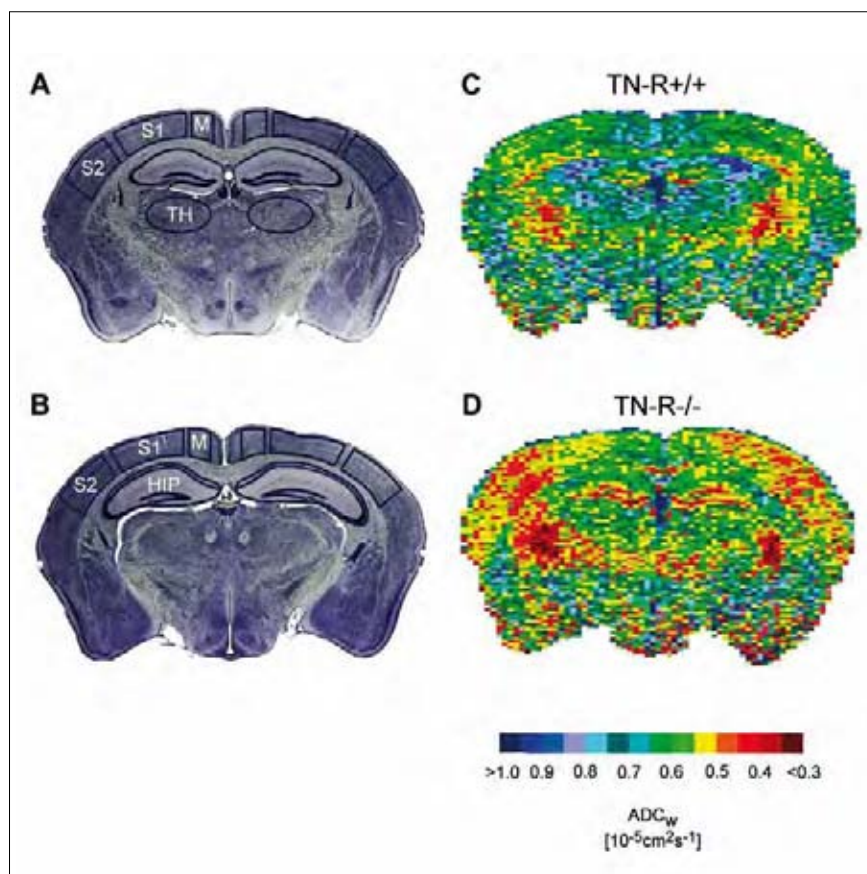 A
S1
M
S2
TH
C
TN-R+/+
B
S1
M
S2
HIP
D
TN-R-/-
>1.0 0.9 0.8 0.7 0.6 0.5 0.4 <0.3
ADCW
[10-5cm2s-1]